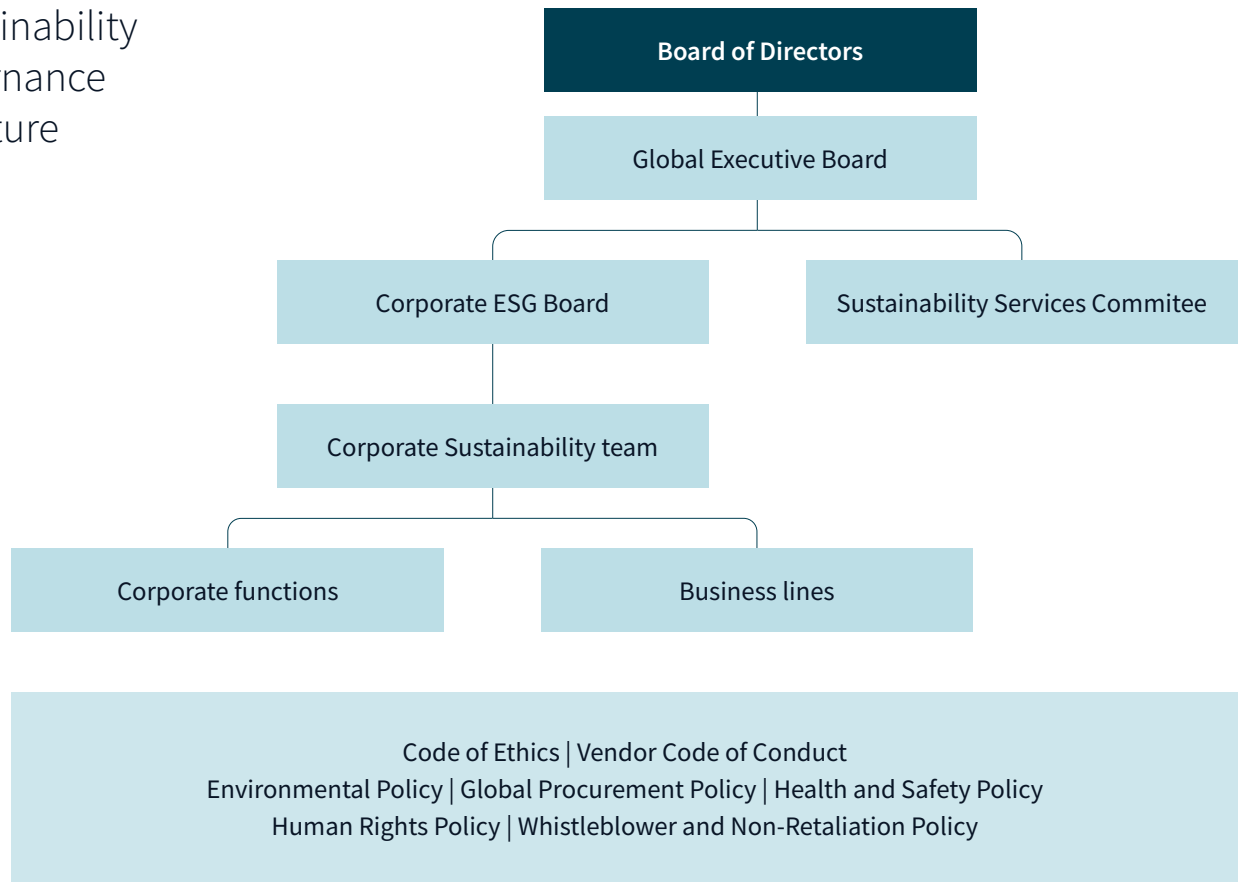 inability
nance
ture
Board of Directors
Global Executive Board
Corporate ESG Board
Sustainability Services Commitee
Corporate Sustainability team
Corporate functions
Business lines
Code of Ethics | Vendor Code of Conduct
Environmental Policy | Global Procurement Policy | Health and Safety Policy
Human Rights Policy | Whistleblower and Non-Retaliation Policy